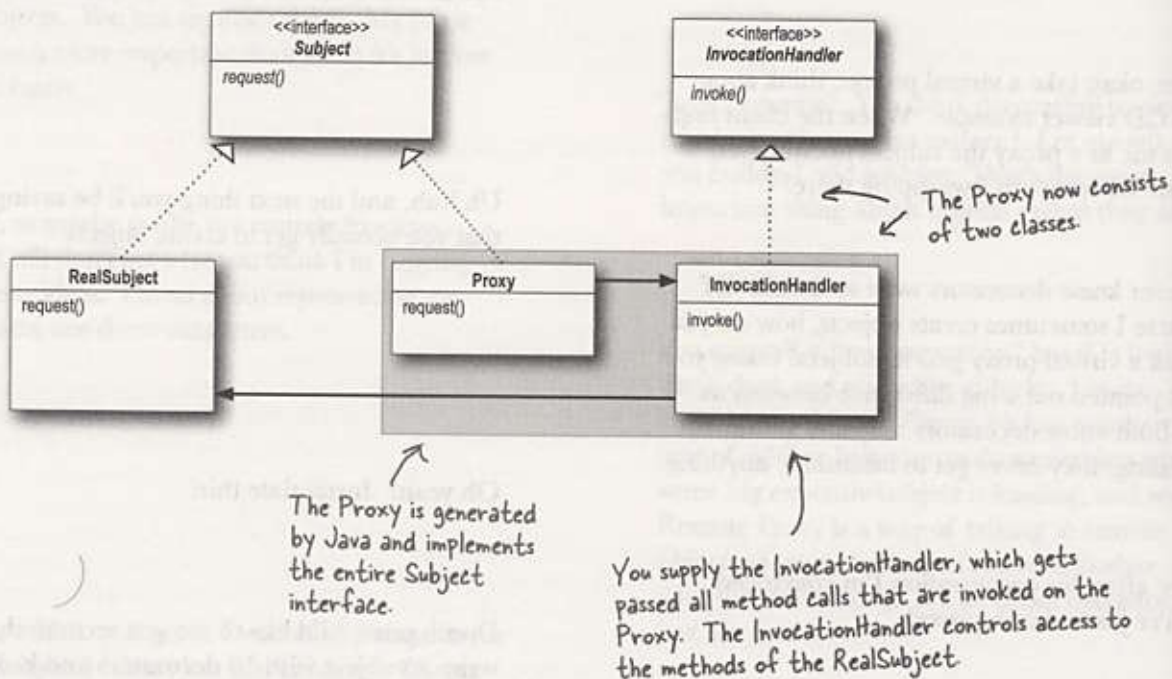 <<interface>>
Subject
request()
<<interface>>
InvocationHandler
invoke()
The Proxy now consists
of two classes.
RealSubject
request()
Proxy
request()
InvocationHandler
invoke()
The Proxy is generated
by Java and implements
the entire Subject
interface.
You supply the InvocationHandler, which gets
passed all method calls that are invoked on the
Proxy. The InvocationHandler controls access to
the methods of the RealSubject.